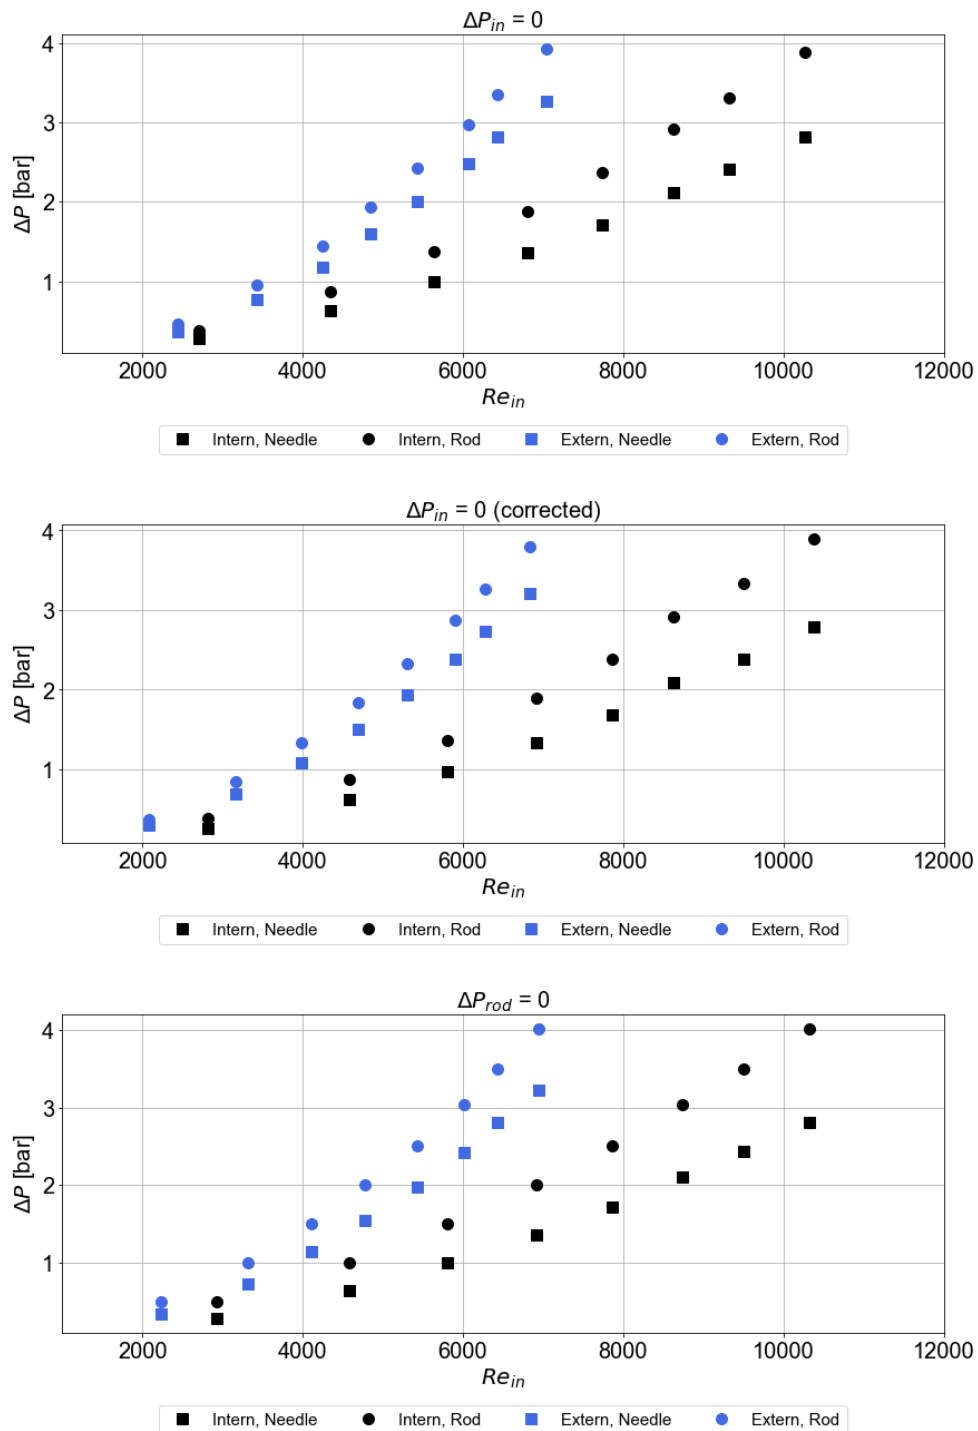 ΔP_in = 0
4
3
2
1
ΔP [bar]
2000 4000 6000 8000 10000 12000
Re_in
Intern, Needle Intern, Rod Extern, Needle Extern, Rod
ΔP_in = 0 (corrected)
4
3
2
1
ΔP [bar]
2000 4000 6000 8000 10000 12000
Re_in
Intern, Needle Intern, Rod Extern, Needle Extern, Rod
ΔP_rod = 0
4
3
2
1
ΔP [bar]
2000 4000 6000 8000 10000 12000
Re_in
Intern, Needle Intern, Rod Extern, Needle Extern, Rod